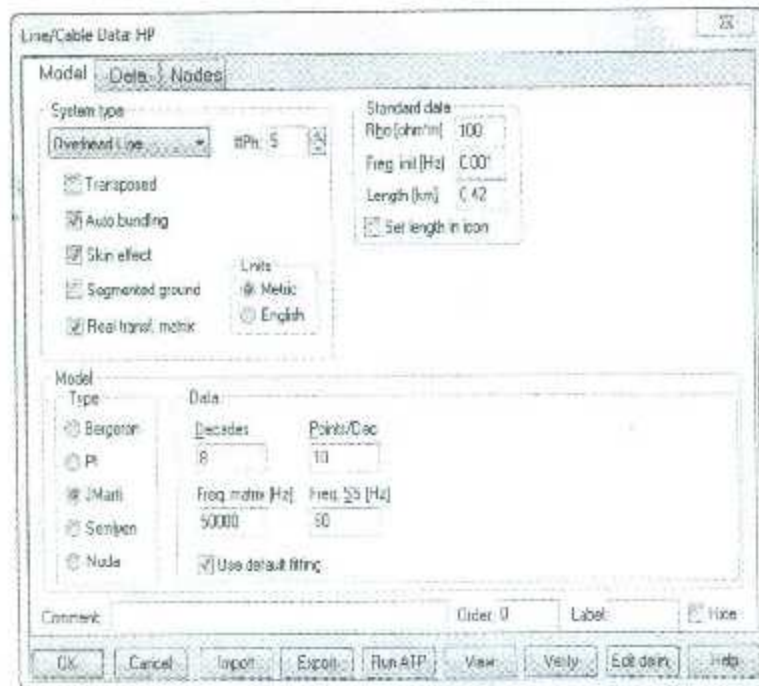 Line/Cable Data: HP
Model Data Nodes
System type
Overhead Line #Ph: 5
Transposed
Auto bundling
Skin effect
Segmented ground
Real transf. matrix
Units
Metric
English
Standard data
Rho [ohm*m] 100
Freq. init [Hz] 0.001
Length [km] 0.42
Set length in icon
Model
Type
Bergeron
PI
JMarti
Semlyen
Noda
Data
Decades Points/Dec
8 10
Freq. matrix [Hz] Freq. SS [Hz]
50000 50
Use default fitting
Comment: Order: 0 Label: Hide
OK Cancel Import Export Run ATP View Verify Edit defin. Help